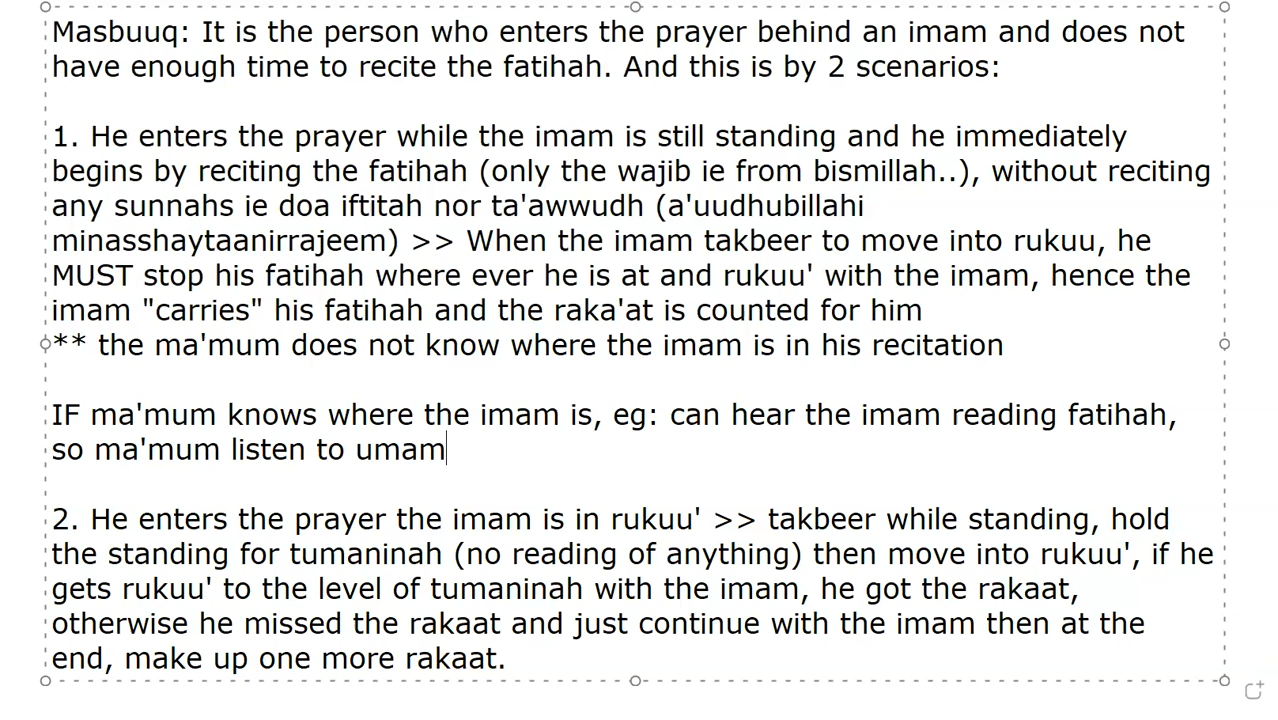 Masbuuq: It is the person who enters the prayer behind an imam and does not
have enough time to recite the fatihah. And this is by 2 scenarios:
1. He enters the prayer while the imam is still standing and he immediately
begins by reciting the fatihah (only the wajib ie from bismillah..), without reciting
any sunnahs ie doa iftitah nor ta'awwudh (a'uudhubillahi
minasshaytaanirrajeem) >> When the imam takbeer to move into rukuu, he
MUST stop his fatihah where ever he is at and rukuu' with the imam, hence the
imam "carries" his fatihah and the raka'at is counted for him
** the ma'mum does not know where the imam is in his recitation
IF ma'mum knows where the imam is, eg: can hear the imam reading fatihah,
so ma'mum listen to umam
2. He enters the prayer the imam is in rukuu' >> takbeer while standing, hold
the standing for tumaninah (no reading of anything) then move into rukuu', if he
gets rukuu' to the level of tumaninah with the imam, he got the rakaat,
otherwise he missed the rakaat and just continue with the imam then at the
end, make up one more rakaat.